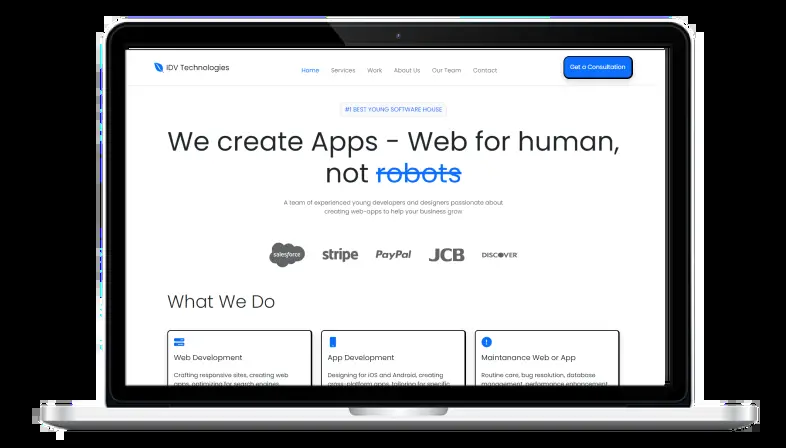 IDV Technologies
Home Services Work About Us Our Team Contact
Get a Consultation
#1 BEST YOUNG SOFTWARE HOUSE
We create Apps - Web for human,
not robots
A team of experienced young developers and designers passionate about
creating web-apps to help your business grow
salesforce stripe PayPal JCB DISCOVER
What We Do
Web Development
Crafting responsive sites, creating web
apps, optimizing for search engines
App Development
Designing for iOS and Android, creating
cross-platform apps, tailoring for specific
Maintanance Web or App
Routine care, bug resolution, database
management, performance enhancement